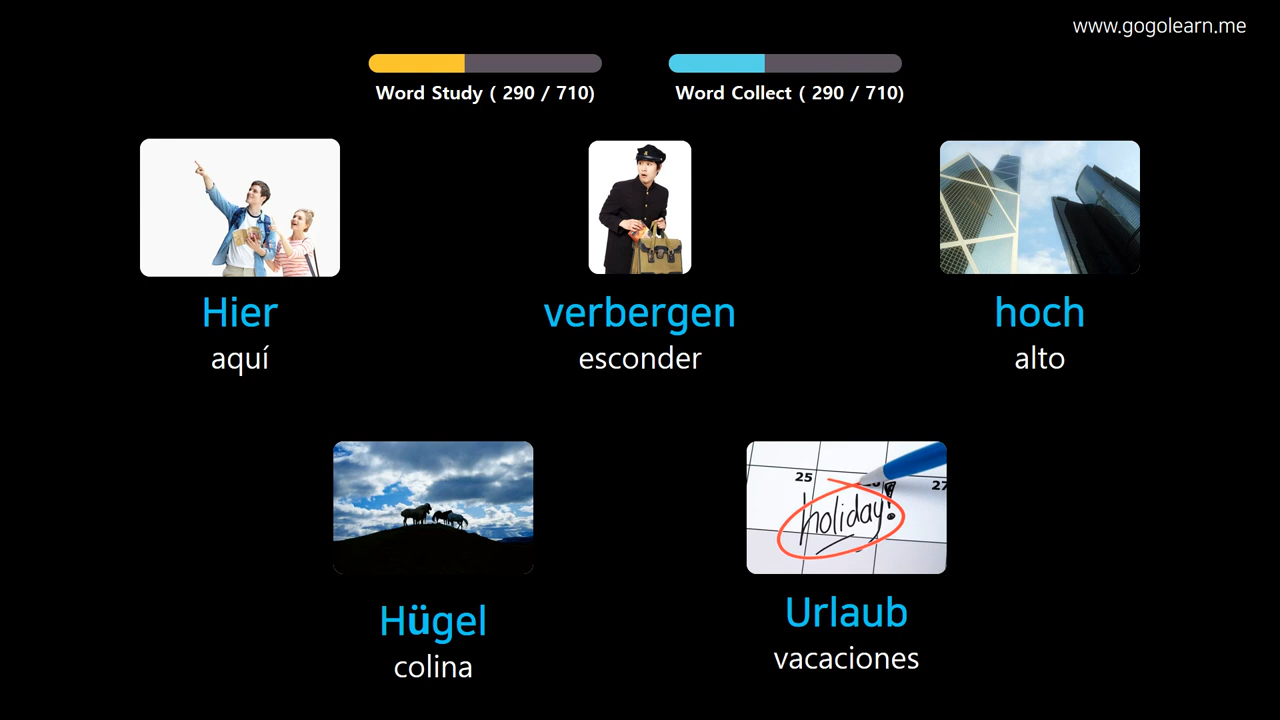 www.gogolearn.me
Word Study ( 290 / 710)
Word Collect ( 290 / 710)
Hier
aquí
verbergen
esconder
hoch
alto
25
27
holiday!
Hügel
colina
Urlaub
vacaciones